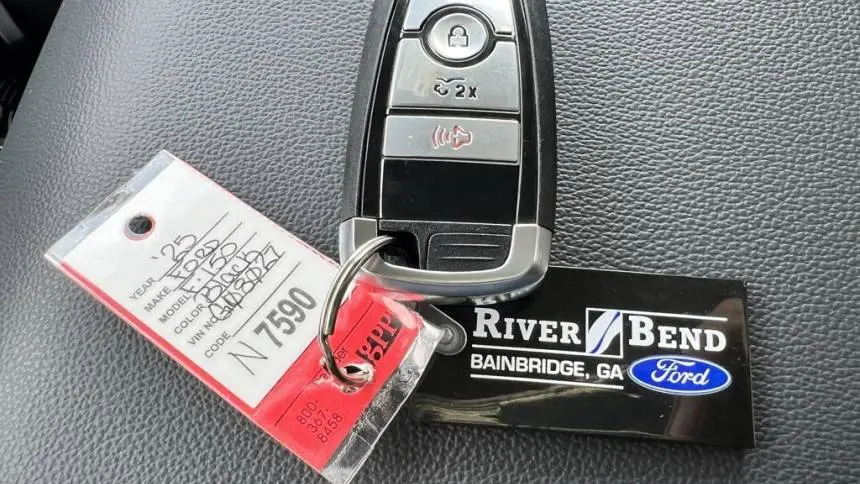 2x
YEAR '25
MAKE FORD
MODEL F-150
COLOR Black
VIN NO.
CODE
N 7590
gpp
800-
367-
8458
RIVER BEND
BAINBRIDGE, GA
Ford